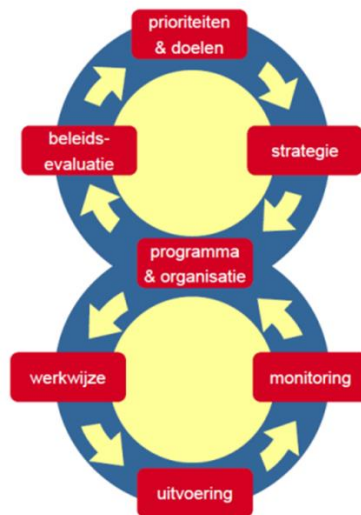 prioriteiten
& doelen
beleids-
evaluatie
strategie
programma
& organisatie
werkwijze
monitoring
uitvoering